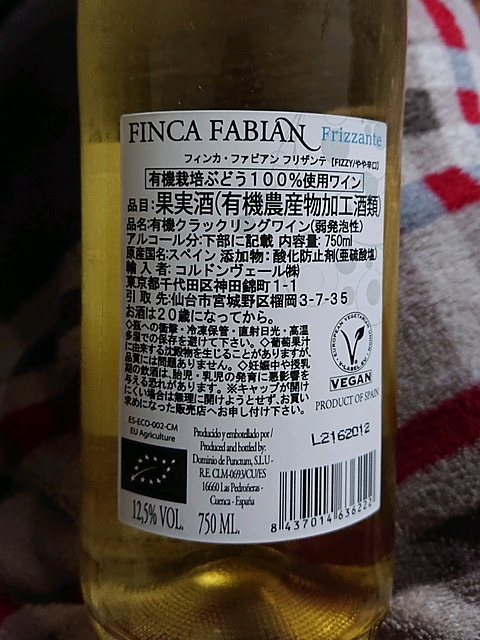 FINCA FABIAN Frizzante
フィンカ・ファビアン フリザンテ [FIZZY/やや辛口]
有機栽培ぶどう100%使用ワイン
品目:果実酒(有機農産物加工酒類)
品名:有機クラックリングワイン(弱発泡性)
アルコール分:下部に記載 内容量:750ml
原産国名:スペイン 添加物:酸化防止剤(亜硫酸塩)
輸入者:コルドンヴェール㈱
東京都千代田区神田錦町1-1
引取先:仙台市宮城野区榴岡3-7-35
お酒は20歳になってから。
◇瓶への衝撃・冷凍保管・直射日光・高温
多湿での保存を避けて下さい。◇葡萄果汁
に由来する沈殿物を生じることがありますが、
品質には問題ありません。◇妊娠中や授乳
期の飲酒は、胎児・乳児の発育に悪影響を
与える恐れがあります。※キャップが開け
にくい場合は無理に開けようとせず、お買い
求めになった販売店へお申し付け下さい。
EUROPEAN VEGETARIAN UNION
V-LABEL.EU
VEGAN
PRODUCT OF SPAIN
L2162012
ES-ECO-002-CM
EU Agriculture
Producido y embotellado por /
Produced and bottled by:
Dominio de Punctum, S.L.U -
R.E. CLM-0693/CU/ES
16660 Las Pedroñeras -
Cuenca - España
12,5% VOL. 750 ML.
8 437014 636222